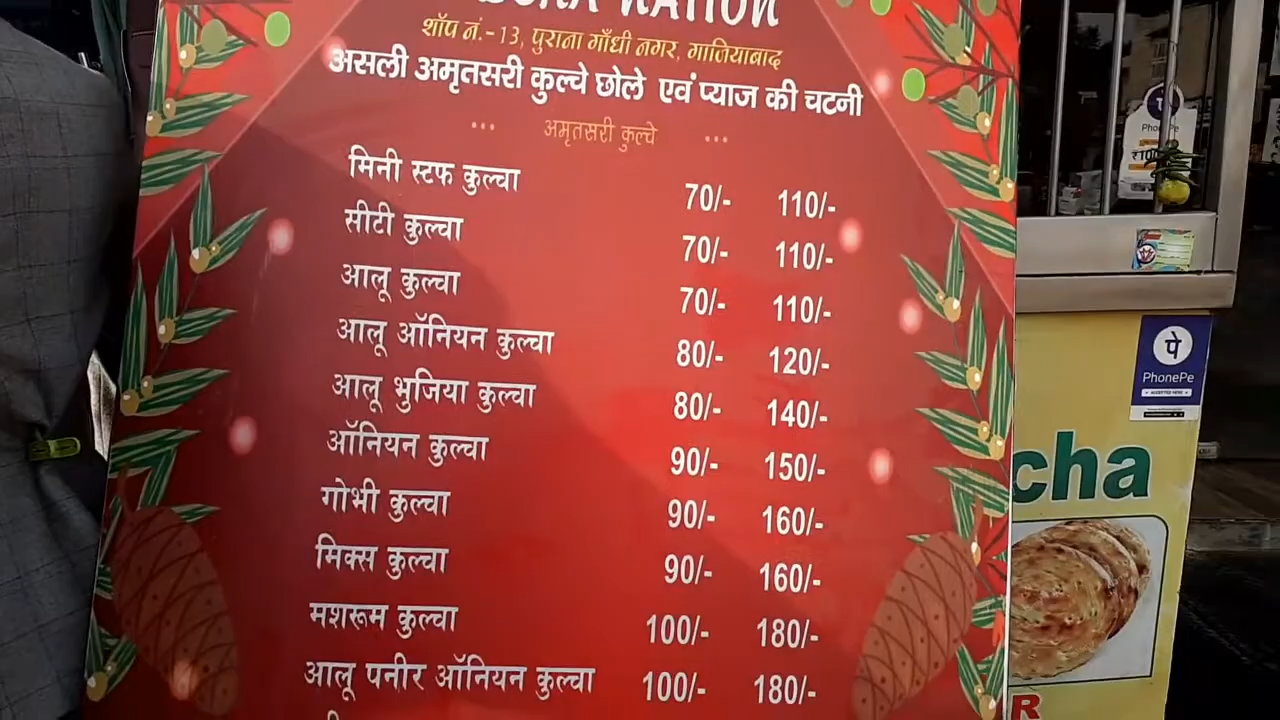 NATION
शॉप नं.- 13, पुराना गाँधी नगर, गाजियाबाद
असली अमृतसरी कुल्चे छोले एवं प्याज की चटनी
अमृतसरी कुल्चे
मिनी स्टफ कुल्चा 70/- 110/-
सीटी कुल्चा 70/- 110/-
आलू कुल्चा 70/- 110/-
आलू ऑनियन कुल्चा 80/- 120/-
आलू भुजिया कुल्चा 80/- 140/-
ऑनियन कुल्चा 90/- 150/-
गोभी कुल्चा 90/- 160/-
मिक्स कुल्चा 90/- 160/-
मशरूम कुल्चा 100/- 180/-
आलू पनीर ऑनियन कुल्चा 100/- 180/-
पे
PhonePe
cha
R